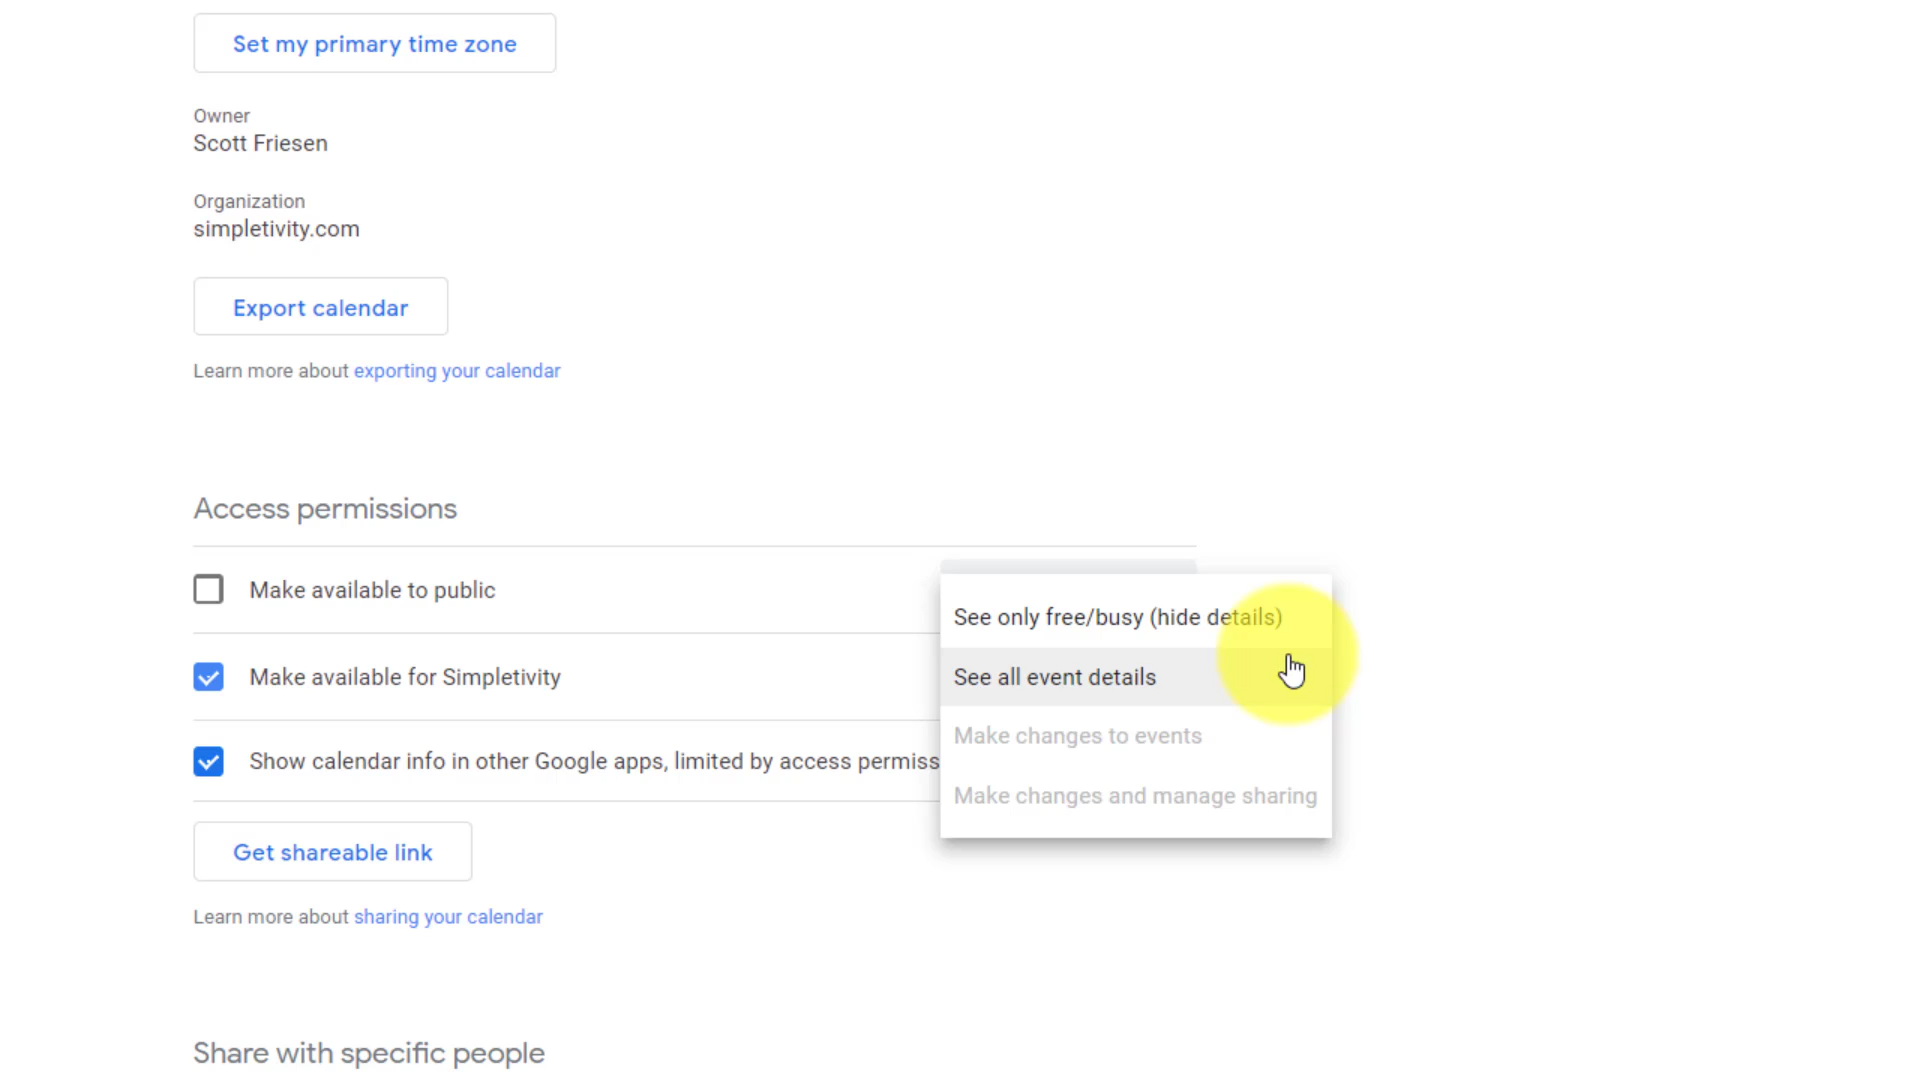 Set my primary time zone
Owner
Scott Friesen
Organization
simpletivity.com
Export calendar
Learn more about exporting your calendar
Access permissions
Make available to public
See only free/busy (hide details)
Make available for Simpletivity
See all event details
Make changes to events
Show calendar info in other Google apps, limited by access permiss
Make changes and manage sharing
Get shareable link
Learn more about sharing your calendar
Share with specific people